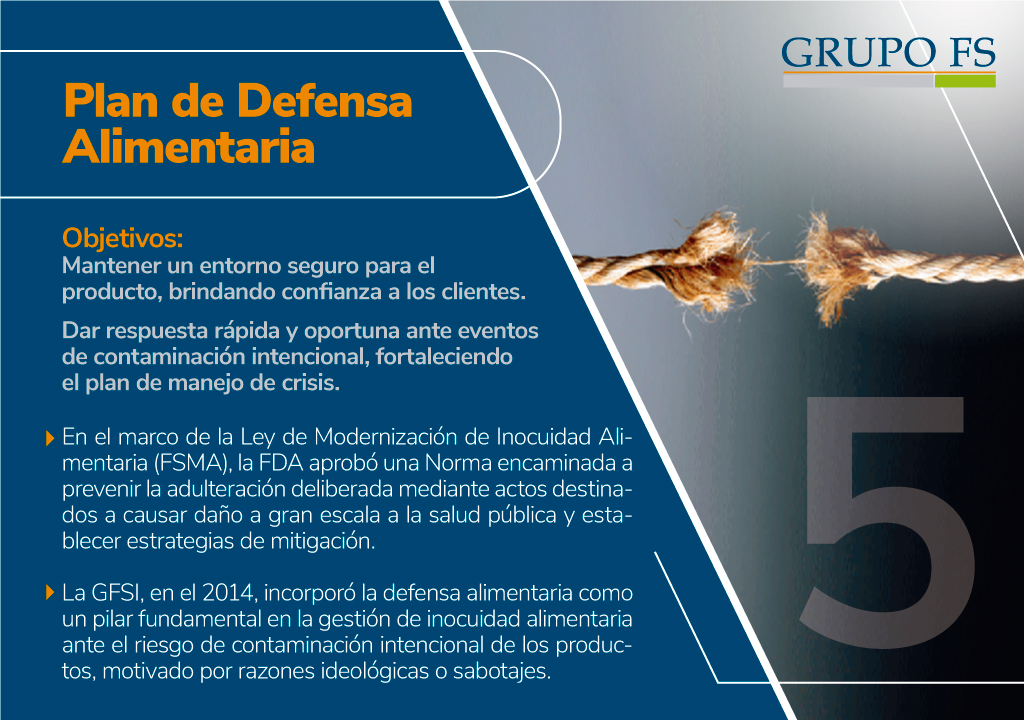 GRUPO FS
Plan de Defensa
Alimentaria
Objetivos:
Mantener un entorno seguro para el
producto, brindando confianza a los clientes.
Dar respuesta rápida y oportuna ante eventos
de contaminación intencional, fortaleciendo
el plan de manejo de crisis.
En el marco de la Ley de Modernización de Inocuidad Ali-
mentaria (FSMA), la FDA aprobó una Norma encaminada a
prevenir la adulteración deliberada mediante actos destina-
dos a causar daño a gran escala a la salud pública y esta-
blecer estrategias de mitigación.
La GFSI, en el 2014, incorporó la defensa alimentaria como
un pilar fundamental en la gestión de inocuidad alimentaria
ante el riesgo de contaminación intencional de los produc-
tos, motivado por razones ideológicas o sabotajes.
5